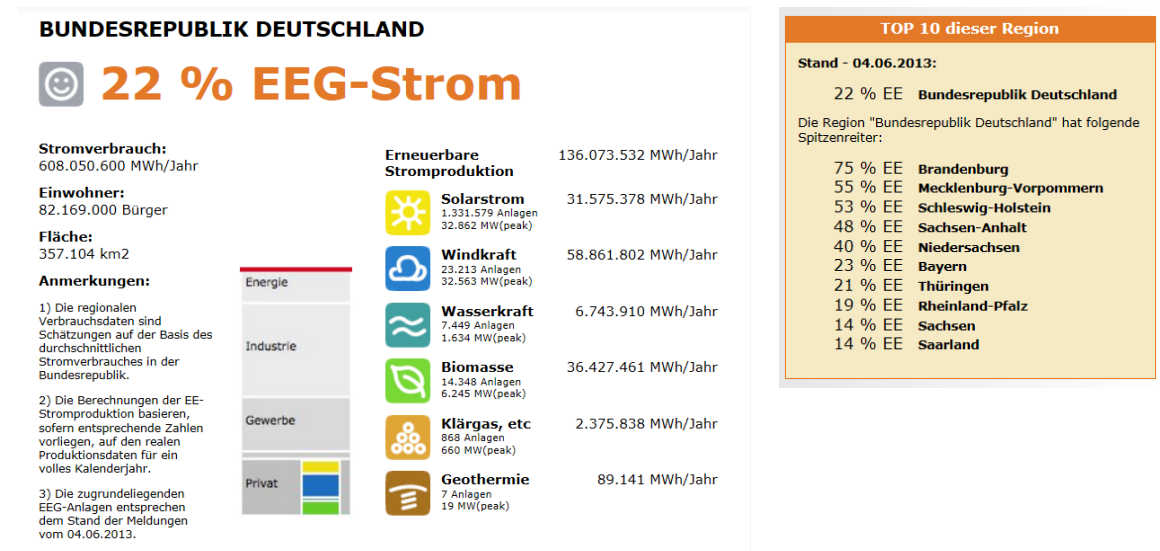 BUNDESREPUBLIK DEUTSCHLAND
22 % EEG-Strom
Stromverbrauch:
608.050.600 MWh/Jahr
Einwohner:
82.169.000 Bürger
Fläche:
357.104 km2
Anmerkungen:
1) Die regionalen
Verbrauchsdaten sind
Schätzungen auf der Basis des
durchschnittlichen
Stromverbrauches in der
Bundesrepublik.
2) Die Berechnungen der EE-
Stromproduktion basieren,
sofern entsprechende Zahlen
vorliegen, auf den realen
Produktionsdaten für ein
volles Kalenderjahr.
3) Die zugrundeliegenden
EEG-Anlagen entsprechen
dem Stand der Meldungen
vom 04.06.2013.
Energie
Industrie
Gewerbe
Privat
Erneuerbare 136.073.532 MWh/Jahr
Stromproduktion
Solarstrom 31.575.378 MWh/Jahr
1.331.579 Anlagen
32.862 MW(peak)
Windkraft 58.861.802 MWh/Jahr
23.213 Anlagen
32.563 MW(peak)
Wasserkraft 6.743.910 MWh/Jahr
7.449 Anlagen
1.634 MW(peak)
Biomasse 36.427.461 MWh/Jahr
14.348 Anlagen
6.245 MW(peak)
Klärgas, etc 2.375.838 MWh/Jahr
868 Anlagen
660 MW(peak)
Geothermie 89.141 MWh/Jahr
7 Anlagen
19 MW(peak)
TOP 10 dieser Region
Stand - 04.06.2013:
22 % EE Bundesrepublik Deutschland
Die Region "Bundesrepublik Deutschland" hat folgende
Spitzenreiter:
75 % EE Brandenburg
55 % EE Mecklenburg-Vorpommern
53 % EE Schleswig-Holstein
48 % EE Sachsen-Anhalt
40 % EE Niedersachsen
23 % EE Bayern
21 % EE Thüringen
19 % EE Rheinland-Pfalz
14 % EE Sachsen
14 % EE Saarland